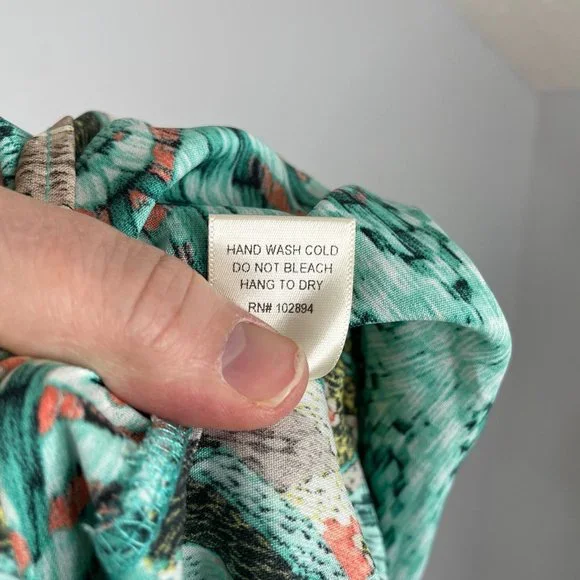 HAND WASH COLD
DO NOT BLEACH
HANG TO DRY
RN# 102894